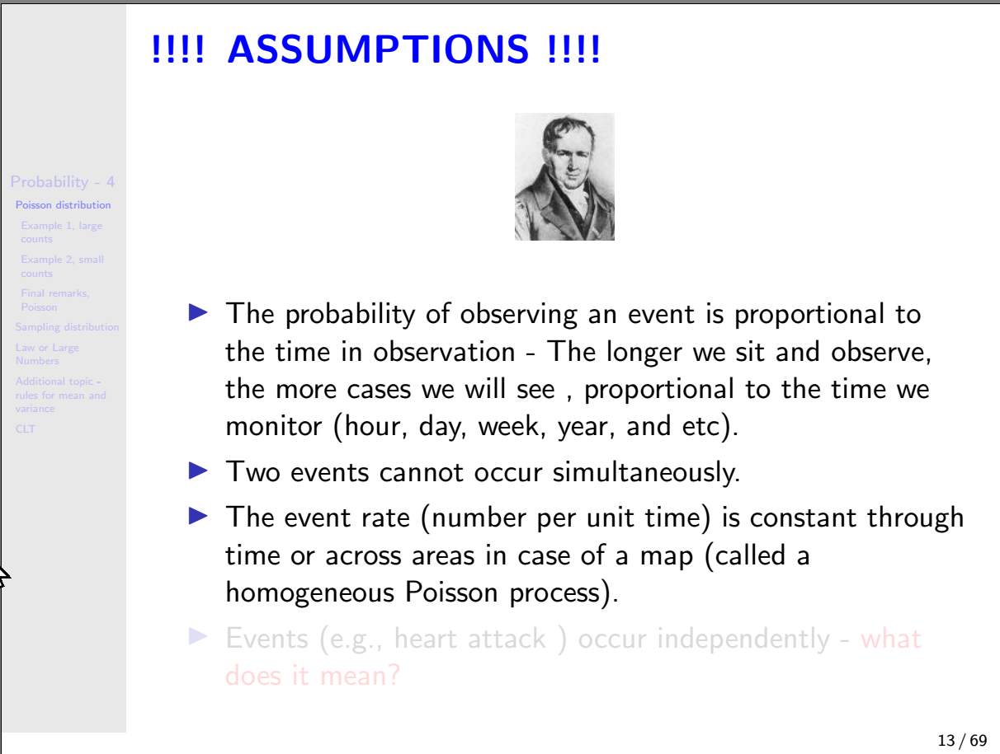 !!!! ASSUMPTIONS !!!!
Probability - 4
Poisson distribution
Example 1, large
counts
Example 2, small
counts
Final remarks,
Poisson
Sampling distribution
Law or Large
Numbers
Additional topic -
rules for mean and
variance
CLT
▶ The probability of observing an event is proportional to
the time in observation - The longer we sit and observe,
the more cases we will see , proportional to the time we
monitor (hour, day, week, year, and etc).
▶ Two events cannot occur simultaneously.
▶ The event rate (number per unit time) is constant through
time or across areas in case of a map (called a
homogeneous Poisson process).
▶ Events (e.g., heart attack ) occur independently - what
does it mean?
13 / 69